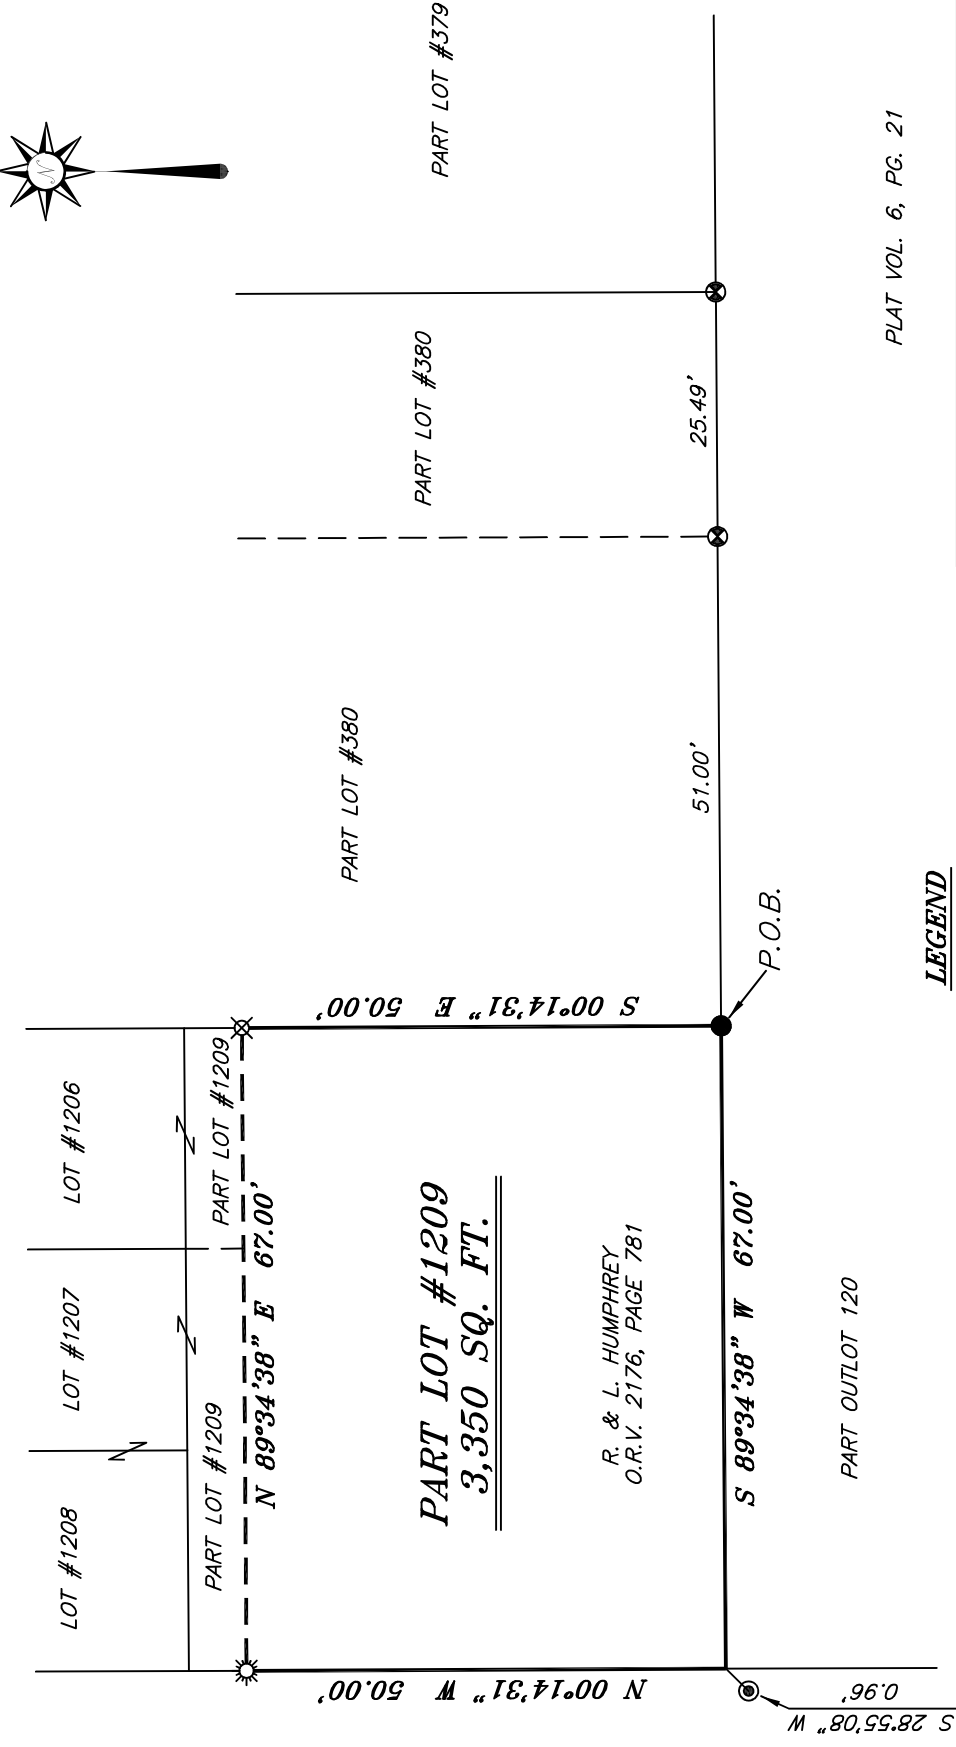 N
PART LOT #379
PART LOT #380
25.49'
PLAT VOL. 6, PG. 21
PART LOT #380
51.00'
P.O.B.
LEGEND
S 00°14'31" E 50.00'
LOT #1206
LOT #1207
LOT #1208
PART LOT #1209
PART LOT #1209
N 89°34'38" E 67.00'
PART LOT #1209
3,350 SQ. FT.
R. & L. HUMPHREY
O.R.V. 2176, PAGE 781
S 89°34'38" W 67.00'
PART OUTLOT 120
N 00°14'31" W 50.00'
S 28°55'08" W
0.96'